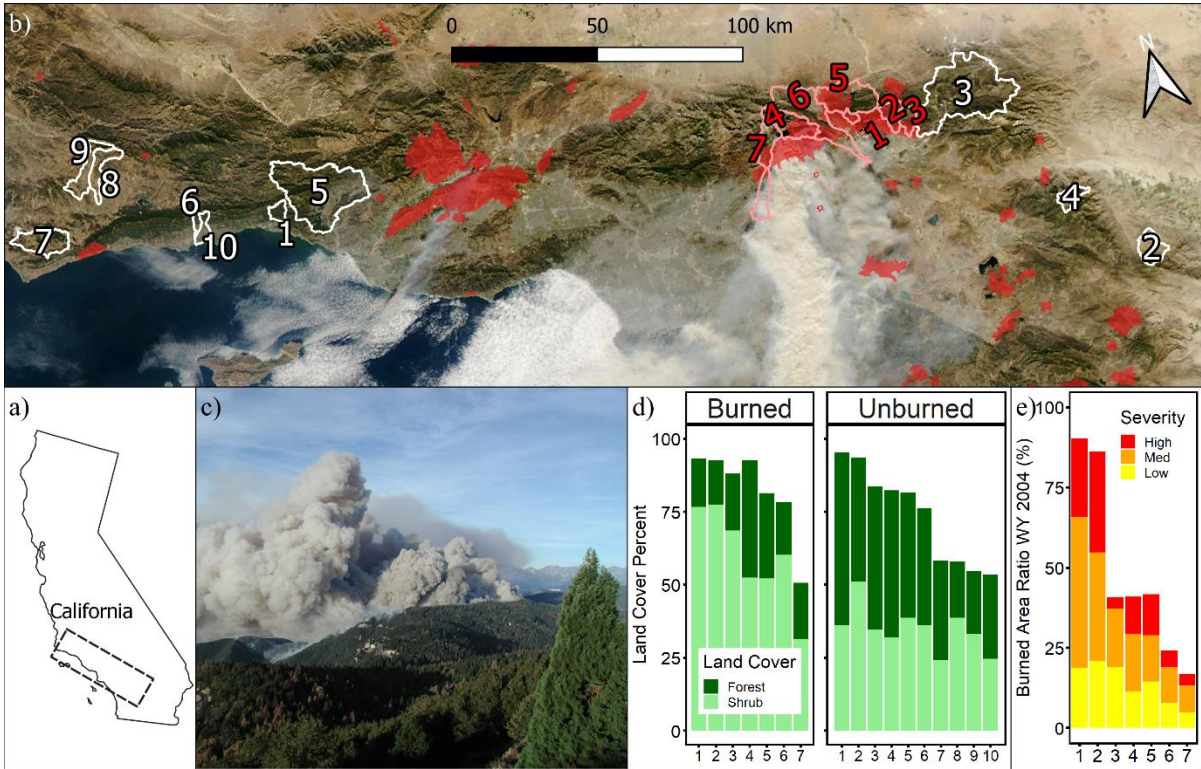 b)
0 50 100 km
N
5 3
6 2
4 3
9 1
7 4
5
8 6
1 2
7 10
a)
California
c)
d)
Burned Unburned
Land Cover Percent
100
75
50
25
0
Land Cover
Forest
Shrub
1 2 3 4 5 6 7
1 2 3 4 5 6 7 8 9 10
e)
Burned Area Ratio WY 2004 (%)
100
75
50
25
0
Severity
High
Med
Low
1 2 3 4 5 6 7